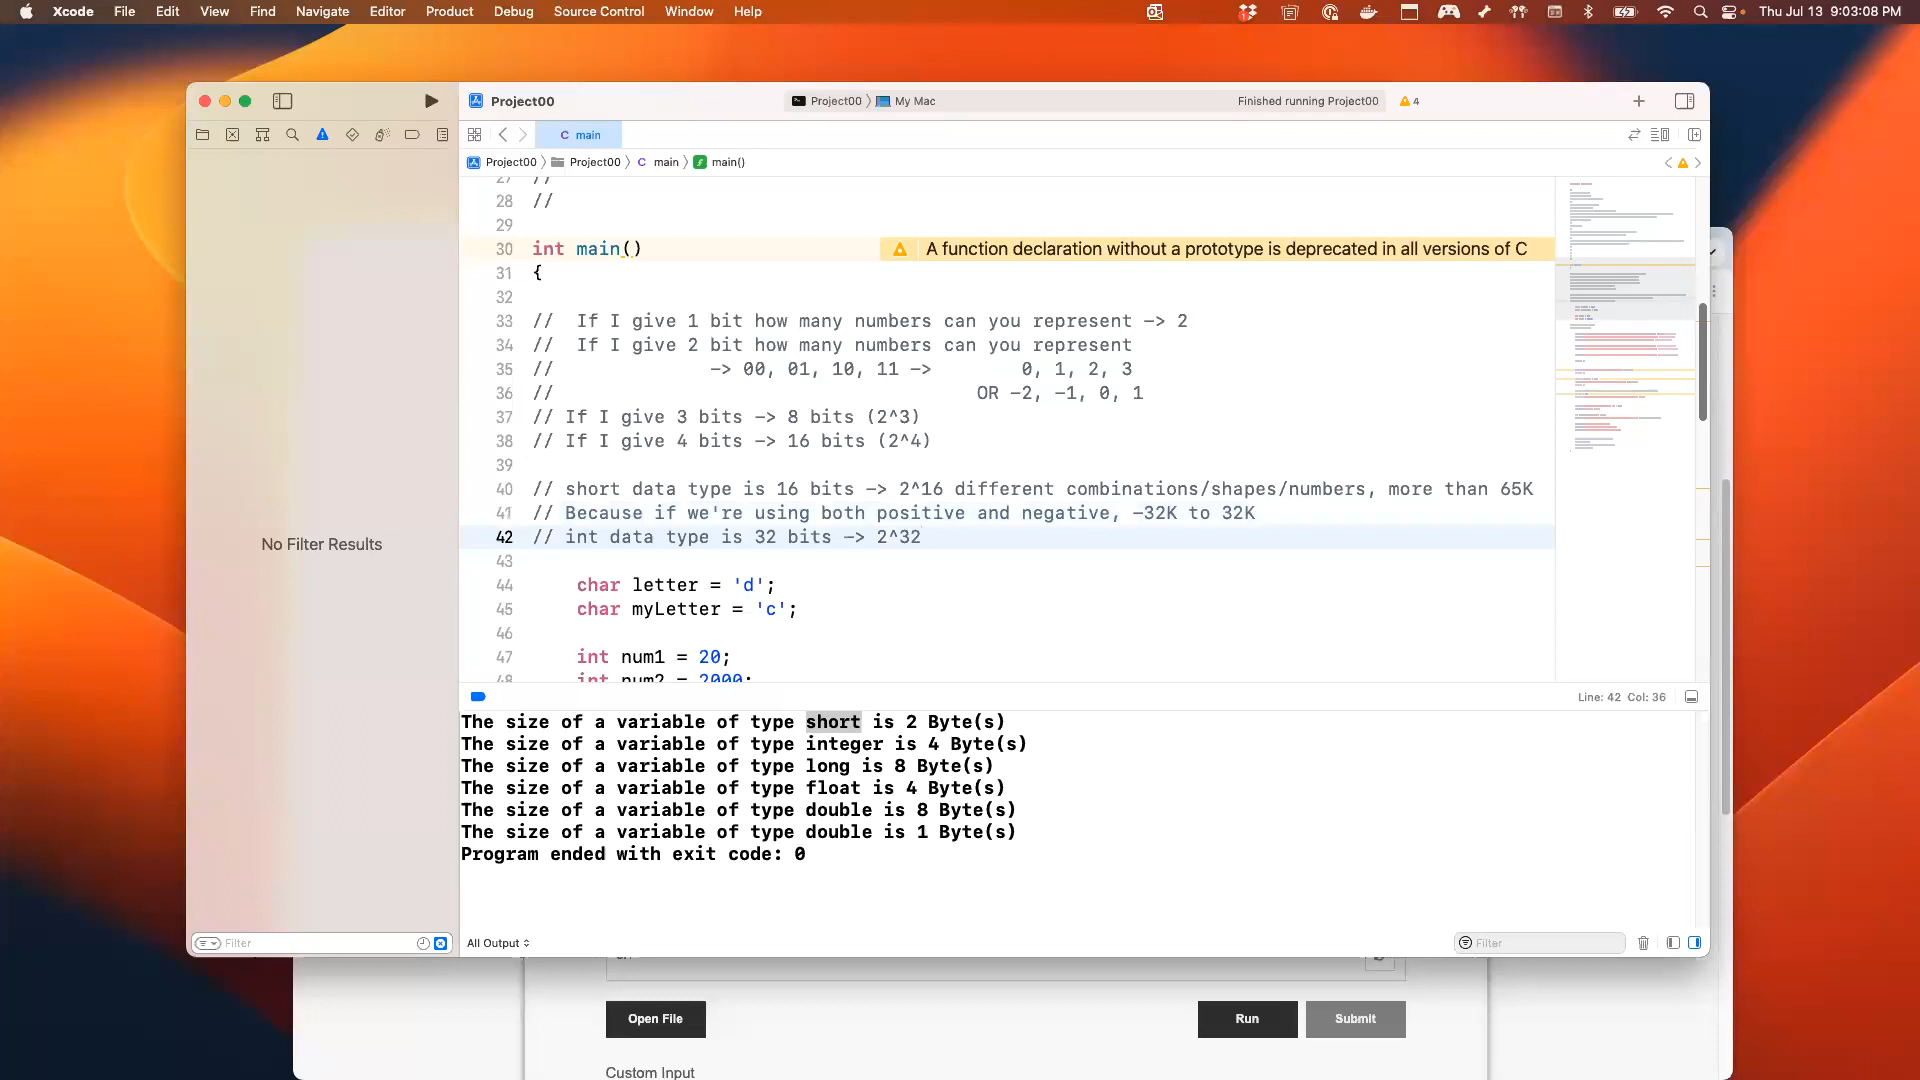 Xcode File Edit View Find Navigate Editor Product Debug Source Control Window Help Thu Jul 13 9:03:08 PM
Project00 Project00 My Mac Finished running Project00 4
C main
Project00 Project00 C main main()
27 //
28 //
29
30 int main() A function declaration without a prototype is deprecated in all versions of C
31 {
32
33 // If I give 1 bit how many numbers can you represent -> 2
34 // If I give 2 bit how many numbers can you represent
35 // -> 00, 01, 10, 11 -> 0, 1, 2, 3
36 // OR -2, -1, 0, 1
37 // If I give 3 bits -> 8 bits (2^3)
38 // If I give 4 bits -> 16 bits (2^4)
39
40 // short data type is 16 bits -> 2^16 different combinations/shapes/numbers, more than 65K
41 // Because if we're using both positive and negative, -32K to 32K
42 // int data type is 32 bits -> 2^32
43
44 char letter = 'd';
45 char myLetter = 'c';
46
47 int num1 = 20;
48 int num2 = 2000;
No Filter Results
Line: 42 Col: 36
The size of a variable of type short is 2 Byte(s)
The size of a variable of type integer is 4 Byte(s)
The size of a variable of type long is 8 Byte(s)
The size of a variable of type float is 4 Byte(s)
The size of a variable of type double is 8 Byte(s)
The size of a variable of type double is 1 Byte(s)
Program ended with exit code: 0
Filter
All Output
Filter
Open File
Run
Submit
Custom Input